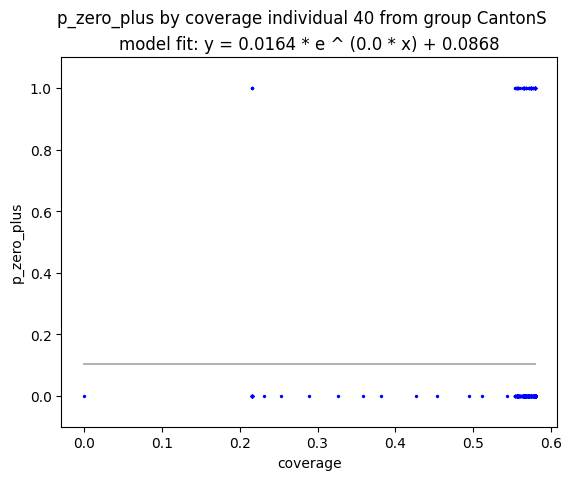 p_zero_plus by coverage individual 40 from group CantonS
model fit: y = 0.0164 * e ^ (0.0 * x) + 0.0868
1.0
0.8
0.6
0.4
0.2
0.0
p_zero_plus
0.0 0.1 0.2 0.3 0.4 0.5 0.6
coverage